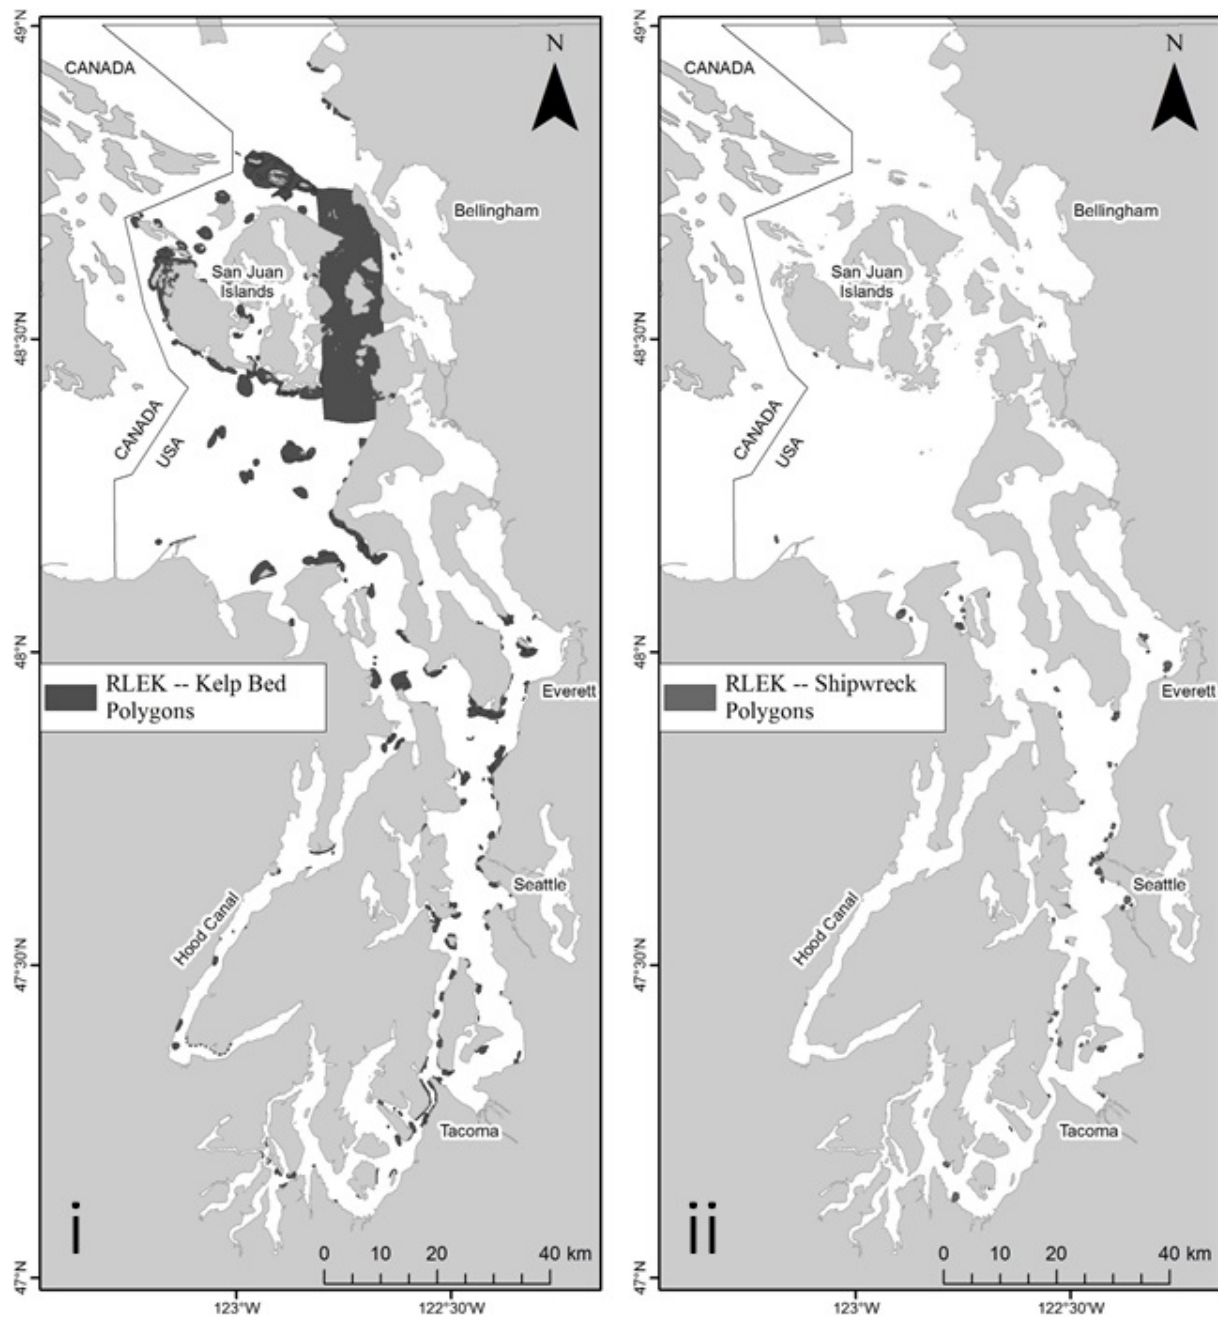 49°N
CANADA
N
Bellingham
San Juan
Islands
48°30'N
CANADA
USA
48°N
RLEK -- Kelp Bed
Polygons
Everett
Seattle
Hood Canal
47°30'N
Tacoma
i
0 10 20 40 km
47°N
123°W
122°30'W
49°N
CANADA
N
Bellingham
San Juan
Islands
48°30'N
CANADA
USA
48°N
RLEK -- Shipwreck
Polygons
Everett
Seattle
Hood Canal
47°30'N
Tacoma
ii
0 10 20 40 km
47°N
123°W
122°30'W